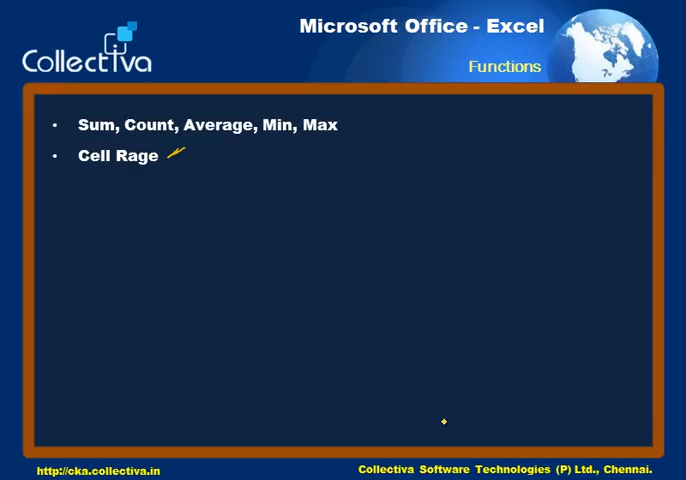 Microsoft Office - Excel
Collectiva
Functions
• Sum, Count, Average, Min, Max
• Cell Rage
http://cka.collectiva.in
Collectiva Software Technologies (P) Ltd., Chennai.